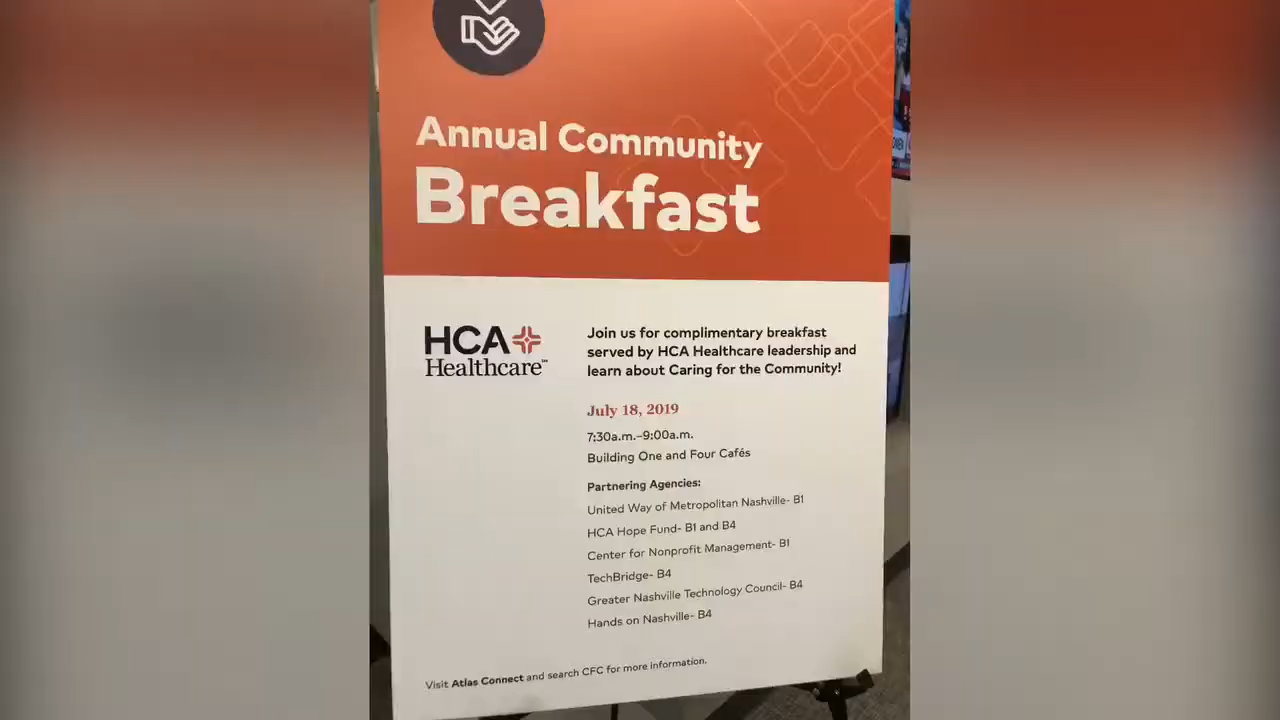 Annual Community
Breakfast
HCA
Healthcare™
Join us for complimentary breakfast
served by HCA Healthcare leadership and
learn about Caring for the Community!
July 18, 2019
7:30a.m.–9:00a.m.
Building One and Four Cafés
Partnering Agencies:
United Way of Metropolitan Nashville- B1
HCA Hope Fund- B1 and B4
Center for Nonprofit Management- B1
TechBridge- B4
Greater Nashville Technology Council- B4
Hands on Nashville- B4
Visit Atlas Connect and search CFC for more information.